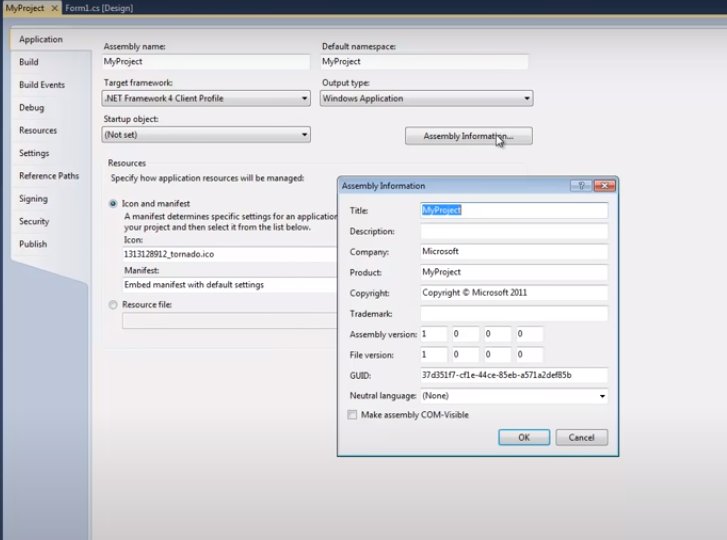 MyProject
Form1.cs [Design]
Application
Build
Build Events
Debug
Resources
Settings
Reference Paths
Signing
Security
Publish
Assembly name:
Default namespace:
MyProject
MyProject
Target framework:
Output type:
.NET Framework 4 Client Profile
Windows Application
Startup object:
(Not set)
Assembly Information...
Resources
Specify how application resources will be managed:
Icon and manifest
A manifest determines specific settings for an application
your project and then select it from the list below.
Icon:
1313128912_tornado.ico
Manifest:
Embed manifest with default settings
Resource file:
Assembly Information
Title: MyProject
Description:
Company: Microsoft
Product: MyProject
Copyright: Copyright © Microsoft 2011
Trademark:
Assembly version: 1 0 0 0
File version: 1 0 0 0
GUID: 37d351f7-cf1e-44ce-85eb-a571a2def85b
Neutral language: (None)
Make assembly COM-Visible
OK Cancel